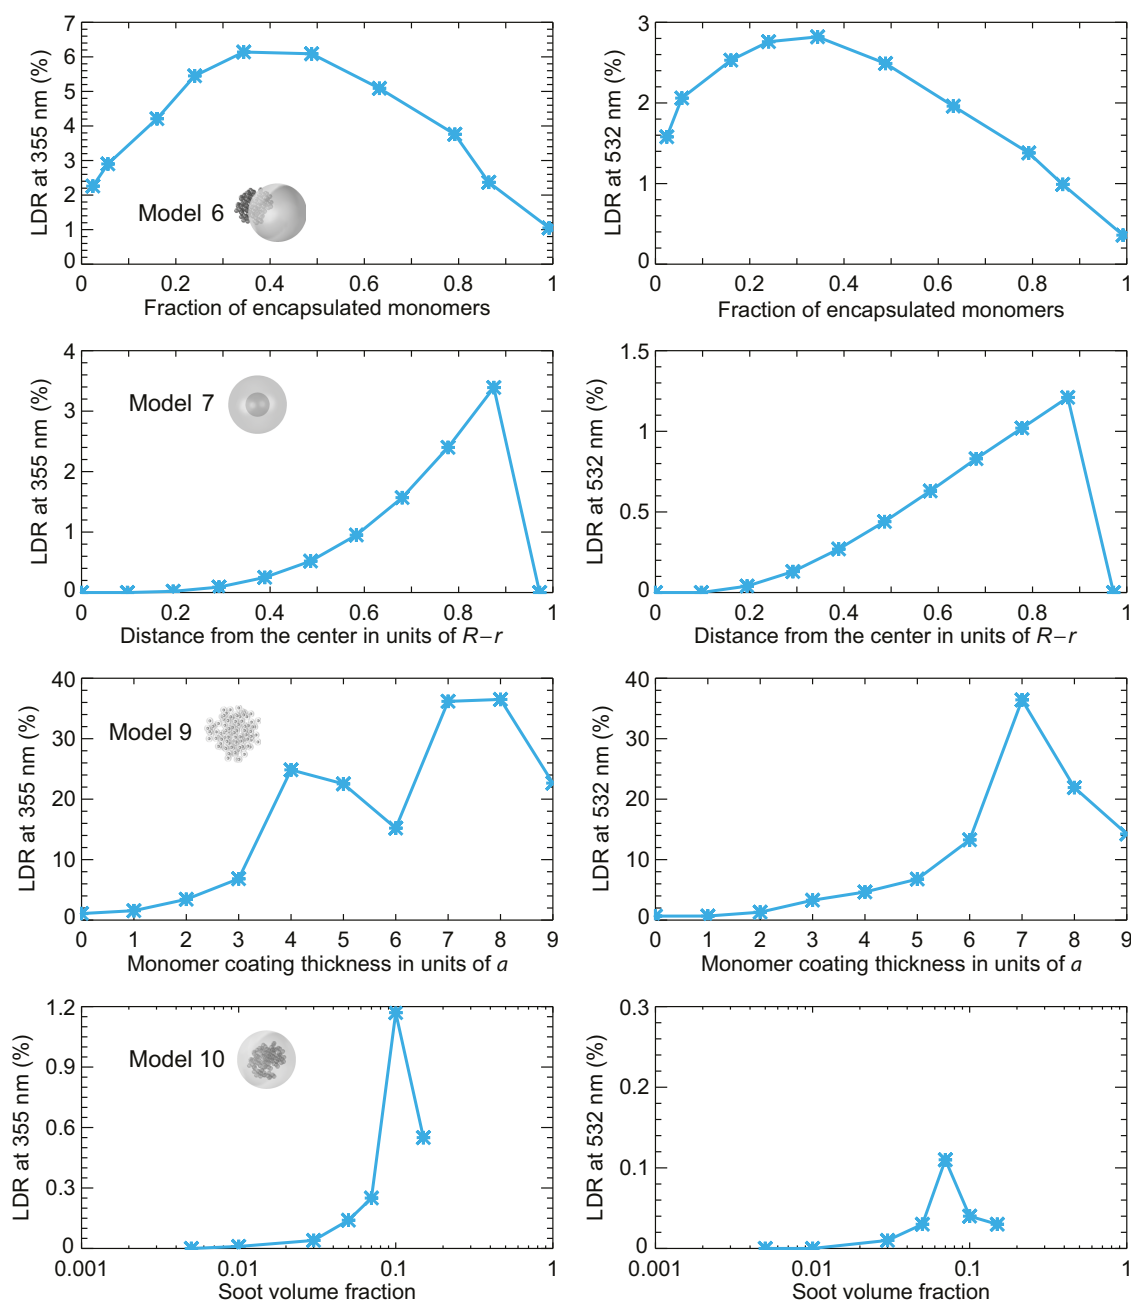 7
6
5
4
3
2
1
0
LDR at 355 nm (%)
Model 6
0 0.2 0.4 0.6 0.8 1
Fraction of encapsulated monomers
3
2
1
0
LDR at 532 nm (%)
0 0.2 0.4 0.6 0.8 1
Fraction of encapsulated monomers
4
3
2
1
0
LDR at 355 nm (%)
Model 7
0 0.2 0.4 0.6 0.8 1
Distance from the center in units of R–r
1.5
1
0.5
0
LDR at 532 nm (%)
0 0.2 0.4 0.6 0.8 1
Distance from the center in units of R–r
40
30
20
10
0
LDR at 355 nm (%)
Model 9
0 1 2 3 4 5 6 7 8 9
Monomer coating thickness in units of a
40
30
20
10
0
LDR at 532 nm (%)
0 1 2 3 4 5 6 7 8 9
Monomer coating thickness in units of a
1.2
0.9
0.6
0.3
0
LDR at 355 nm (%)
Model 10
0.001 0.01 0.1 1
Soot volume fraction
0.3
0.2
0.1
0
LDR at 532 nm (%)
0.001 0.01 0.1 1
Soot volume fraction